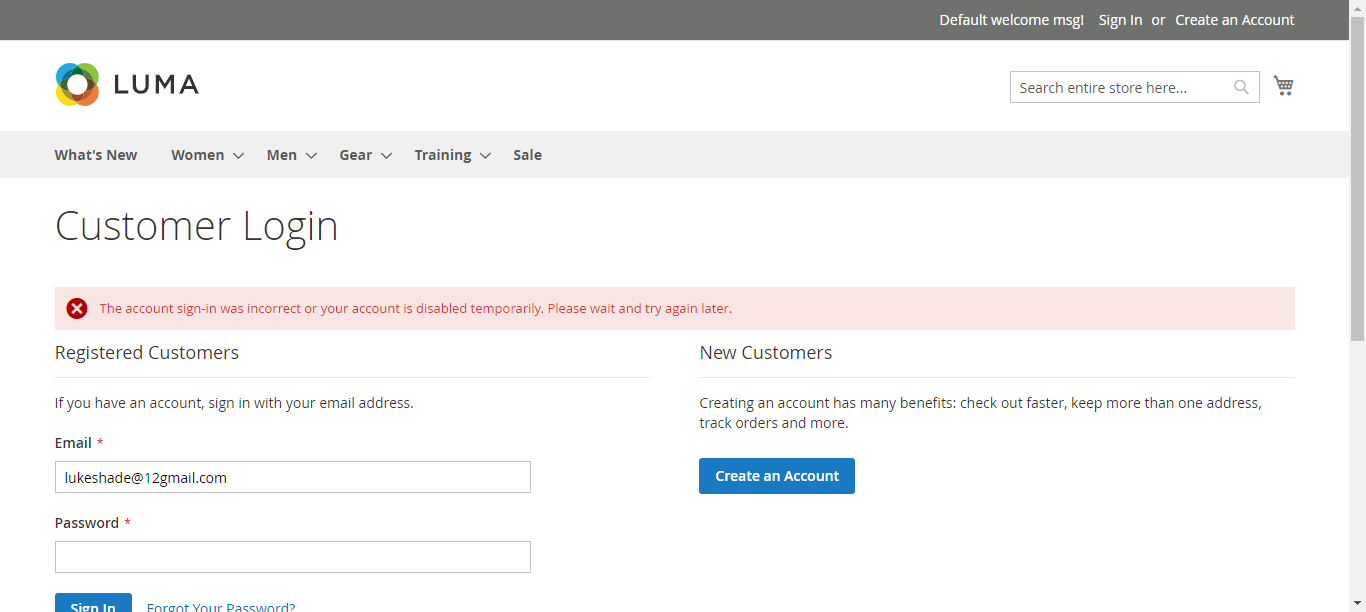 Default welcome msg! Sign In or Create an Account
LUMA
Search entire store here...
What's New Women Men Gear Training Sale
Customer Login
The account sign-in was incorrect or your account is disabled temporarily. Please wait and try again later.
Registered Customers
If you have an account, sign in with your email address.
Email *
lukeshade@12gmail.com
Password *
Sign In Forgot Your Password?
New Customers
Creating an account has many benefits: check out faster, keep more than one address,
track orders and more.
Create an Account